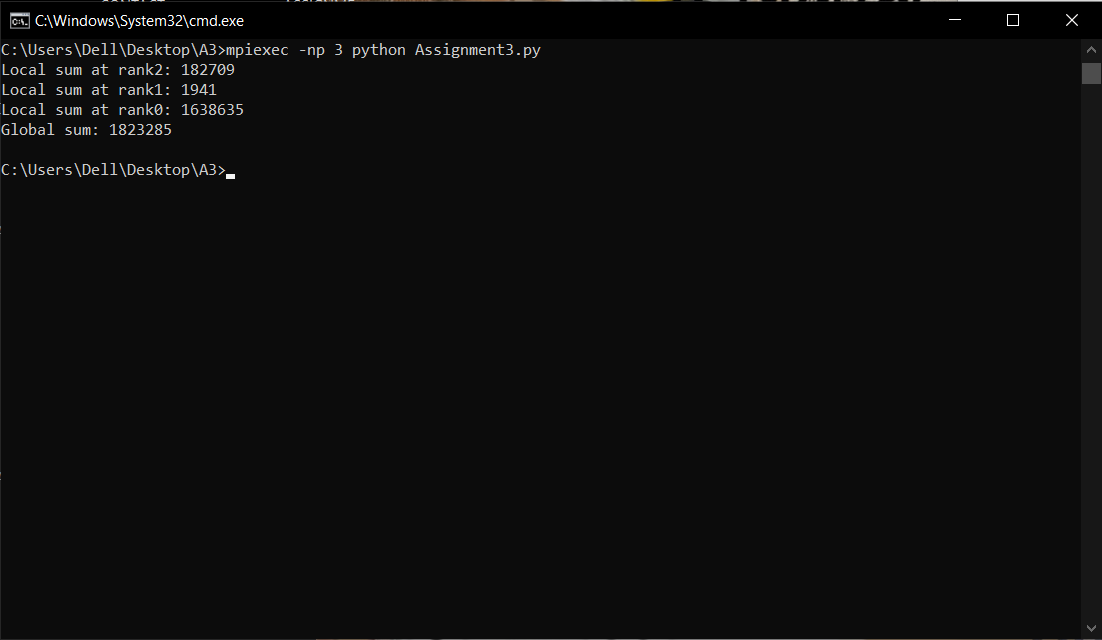 C:\Windows\System32\cmd.exe
C:\Users\Dell\Desktop\A3>mpiexec -np 3 python Assignment3.py
Local sum at rank2: 182709
Local sum at rank1: 1941
Local sum at rank0: 1638635
Global sum: 1823285
C:\Users\Dell\Desktop\A3>